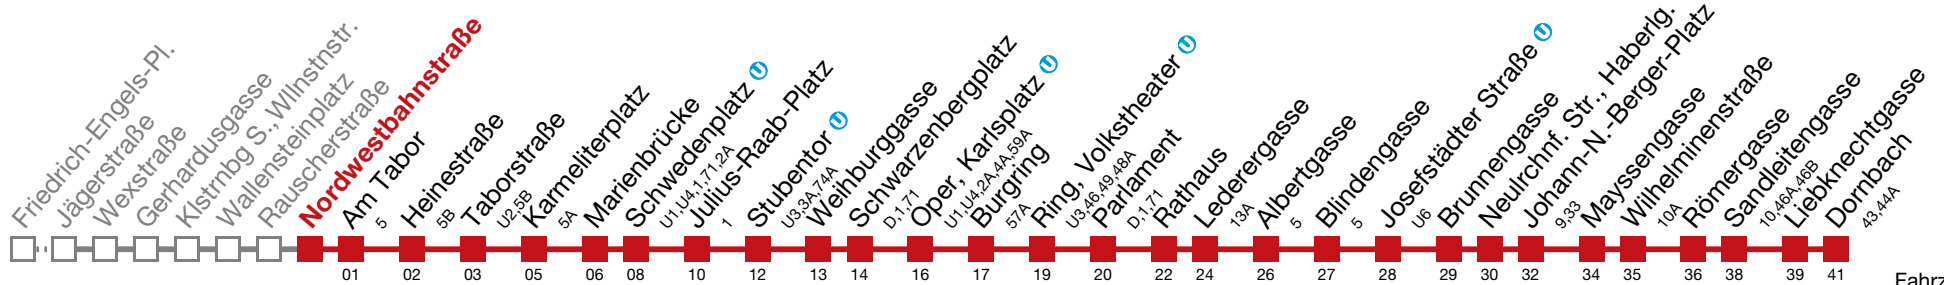 Friedrich-Engels-Pl.
Jägerstraße
Wexstraße
Gerhardusgasse
Klstrnbg S., Wllnstnstr.
Wallensteinplatz
Rauscherstraße
Nordwestbahnstraße
Am Tabor
5
Heinestraße
5B
Taborstraße
U2,5B
Karmeliterplatz
5A
Marienbrücke
Schwedenplatz U
U1,U4,1,71,2A
Julius-Raab-Platz
1
Stubentor U
U3,3A,74A
Weihburggasse
Schwarzenbergplatz
D,1,71
Oper, Karlsplatz U
U1,U4,2A,4A,59A
Burgring
57A
Ring, Volkstheater U
U3,46,49,48A
Parlament
D,1,71
Rathaus
Lederergasse
13A
Albertgasse
5
Blindengasse
5
Josefstädter Straße U
U6
Brunnengasse
Neulrchnf. Str., Haberlg.
Johann-N.-Berger-Platz
9,33
Mayssengasse
Wilhelminenstraße
10A
Römergasse
Sandleitengasse
10,46A,46B
Liebknechtgasse
Dornbach
43,44A
01 02 03 05 06 08 10 12 13 14 16 17 19 20 22 24 26 27 28 29 30 32 34 35 36 38 39 41
Fahrz